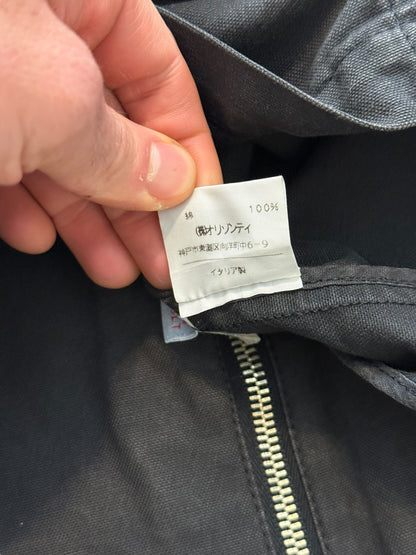 綿 100%
㈱オリゾンティ
神戸市東灘区向洋町中6-9
イタリア製